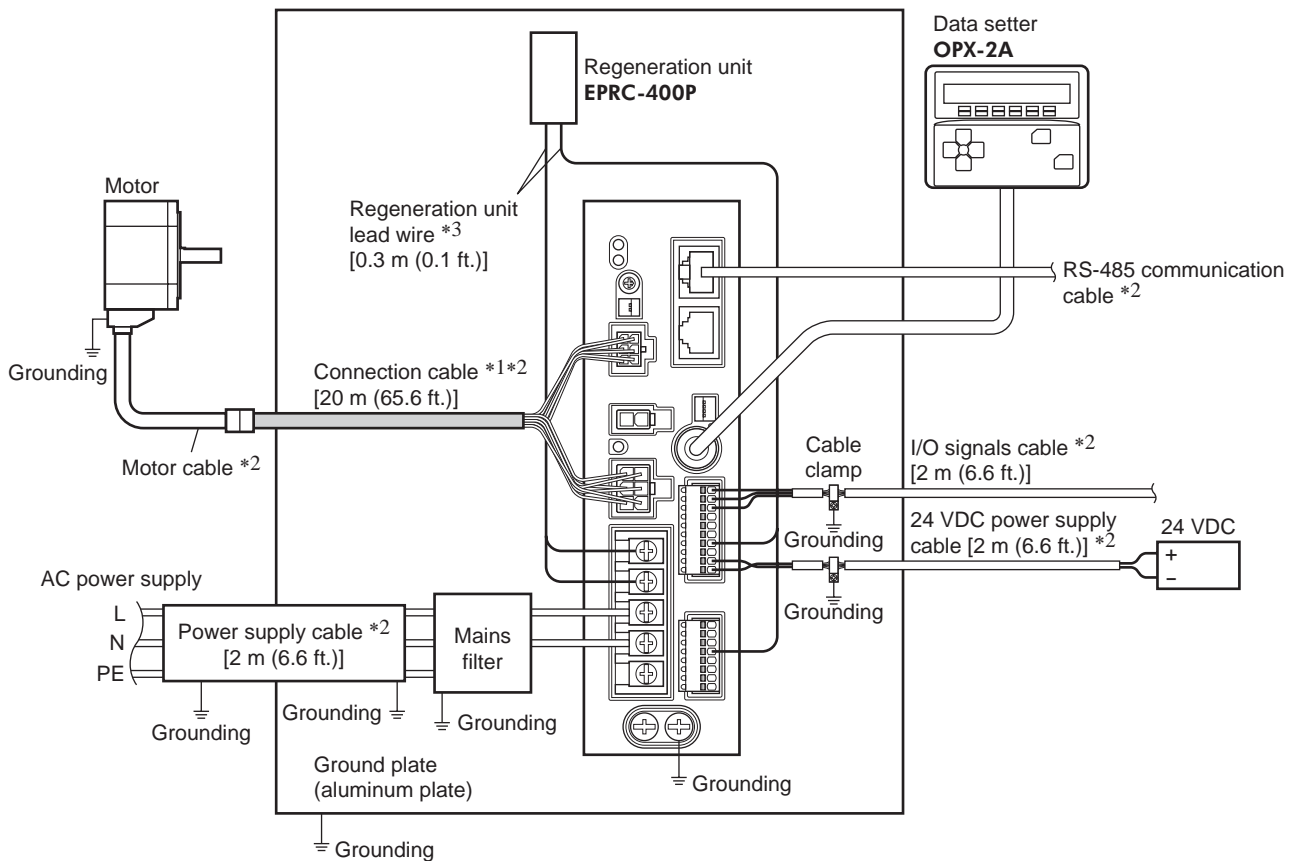 Data setter
OPX-2A
Regeneration unit
EPRC-400P
Motor
Regeneration unit
lead wire *3
[0.3 m (0.1 ft.)]
RS-485 communication
cable *2
Grounding
Connection cable *1*2
[20 m (65.6 ft.)]
Motor cable *2
Cable
clamp
I/O signals cable *2
[2 m (6.6 ft.)]
Grounding
24 VDC power supply
cable [2 m (6.6 ft.)] *2
24 VDC
+
−
Grounding
AC power supply
L
N
PE
Power supply cable *2
[2 m (6.6 ft.)]
Mains
filter
Grounding
Grounding
Grounding
Ground plate
(aluminum plate)
Grounding
Grounding